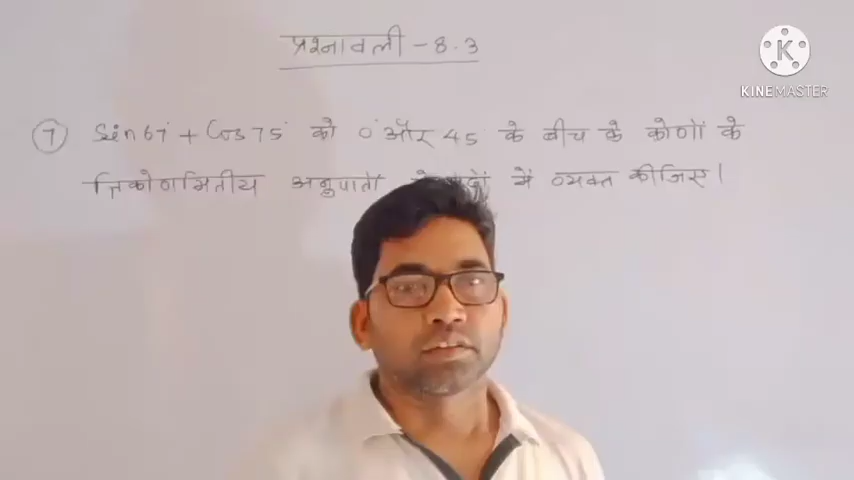 प्रश्नावली - 8.3
KINEMASTER
7 Sin 67° + Cos 75° को 0° और 45 के बीच के कोणों के
त्रिकोणमितीय अनुपातों में व्यक्त कीजिए।